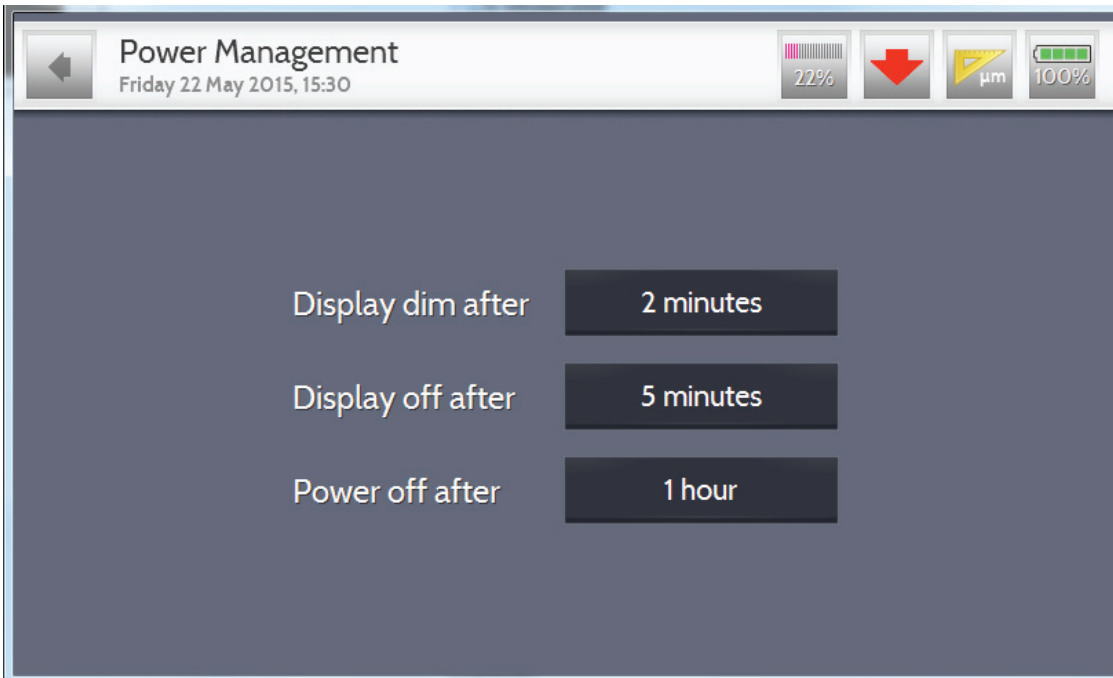 Power Management
Friday 22 May 2015, 15:30
22%
µm
100%
Display dim after 2 minutes
Display off after 5 minutes
Power off after 1 hour